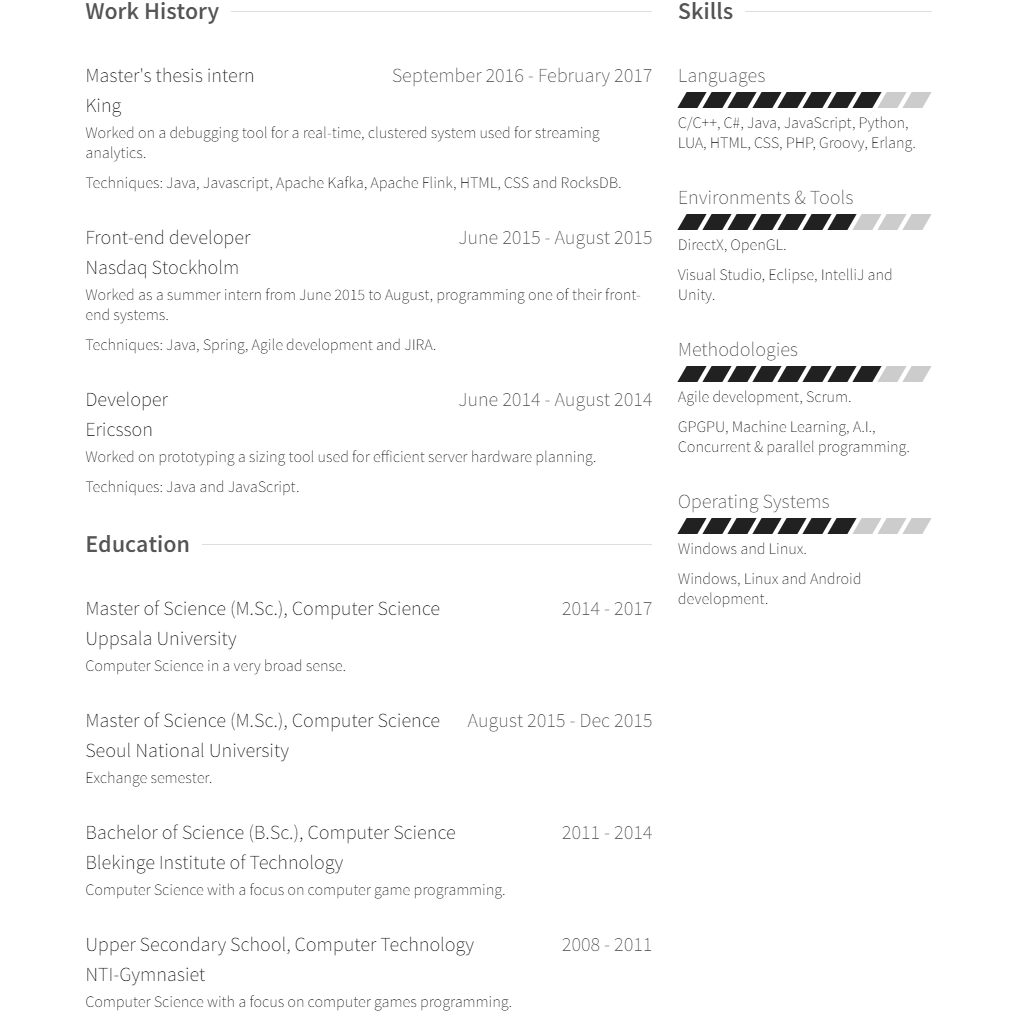 Work History
Master's thesis intern
September 2016 - February 2017
King
Worked on a debugging tool for a real-time, clustered system used for streaming
analytics.
Techniques: Java, Javascript, Apache Kafka, Apache Flink, HTML, CSS and RocksDB.
Front-end developer
June 2015 - August 2015
Nasdaq Stockholm
Worked as a summer intern from June 2015 to August, programming one of their front-
end systems.
Techniques: Java, Spring, Agile development and JIRA.
Developer
June 2014 - August 2014
Ericsson
Worked on prototyping a sizing tool used for efficient server hardware planning.
Techniques: Java and JavaScript.
Education
Master of Science (M.Sc.), Computer Science
2014 - 2017
Uppsala University
Computer Science in a very broad sense.
Master of Science (M.Sc.), Computer Science
August 2015 - Dec 2015
Seoul National University
Exchange semester.
Bachelor of Science (B.Sc.), Computer Science
2011 - 2014
Blekinge Institute of Technology
Computer Science with a focus on computer game programming.
Upper Secondary School, Computer Technology
2008 - 2011
NTI-Gymnasiet
Computer Science with a focus on computer games programming.
Skills
Languages
C/C++, C#, Java, JavaScript, Python,
LUA, HTML, CSS, PHP, Groovy, Erlang.
Environments & Tools
DirectX, OpenGL.
Visual Studio, Eclipse, IntelliJ and
Unity.
Methodologies
Agile development, Scrum.
GPGPU, Machine Learning, A.I.,
Concurrent & parallel programming.
Operating Systems
Windows and Linux.
Windows, Linux and Android
development.